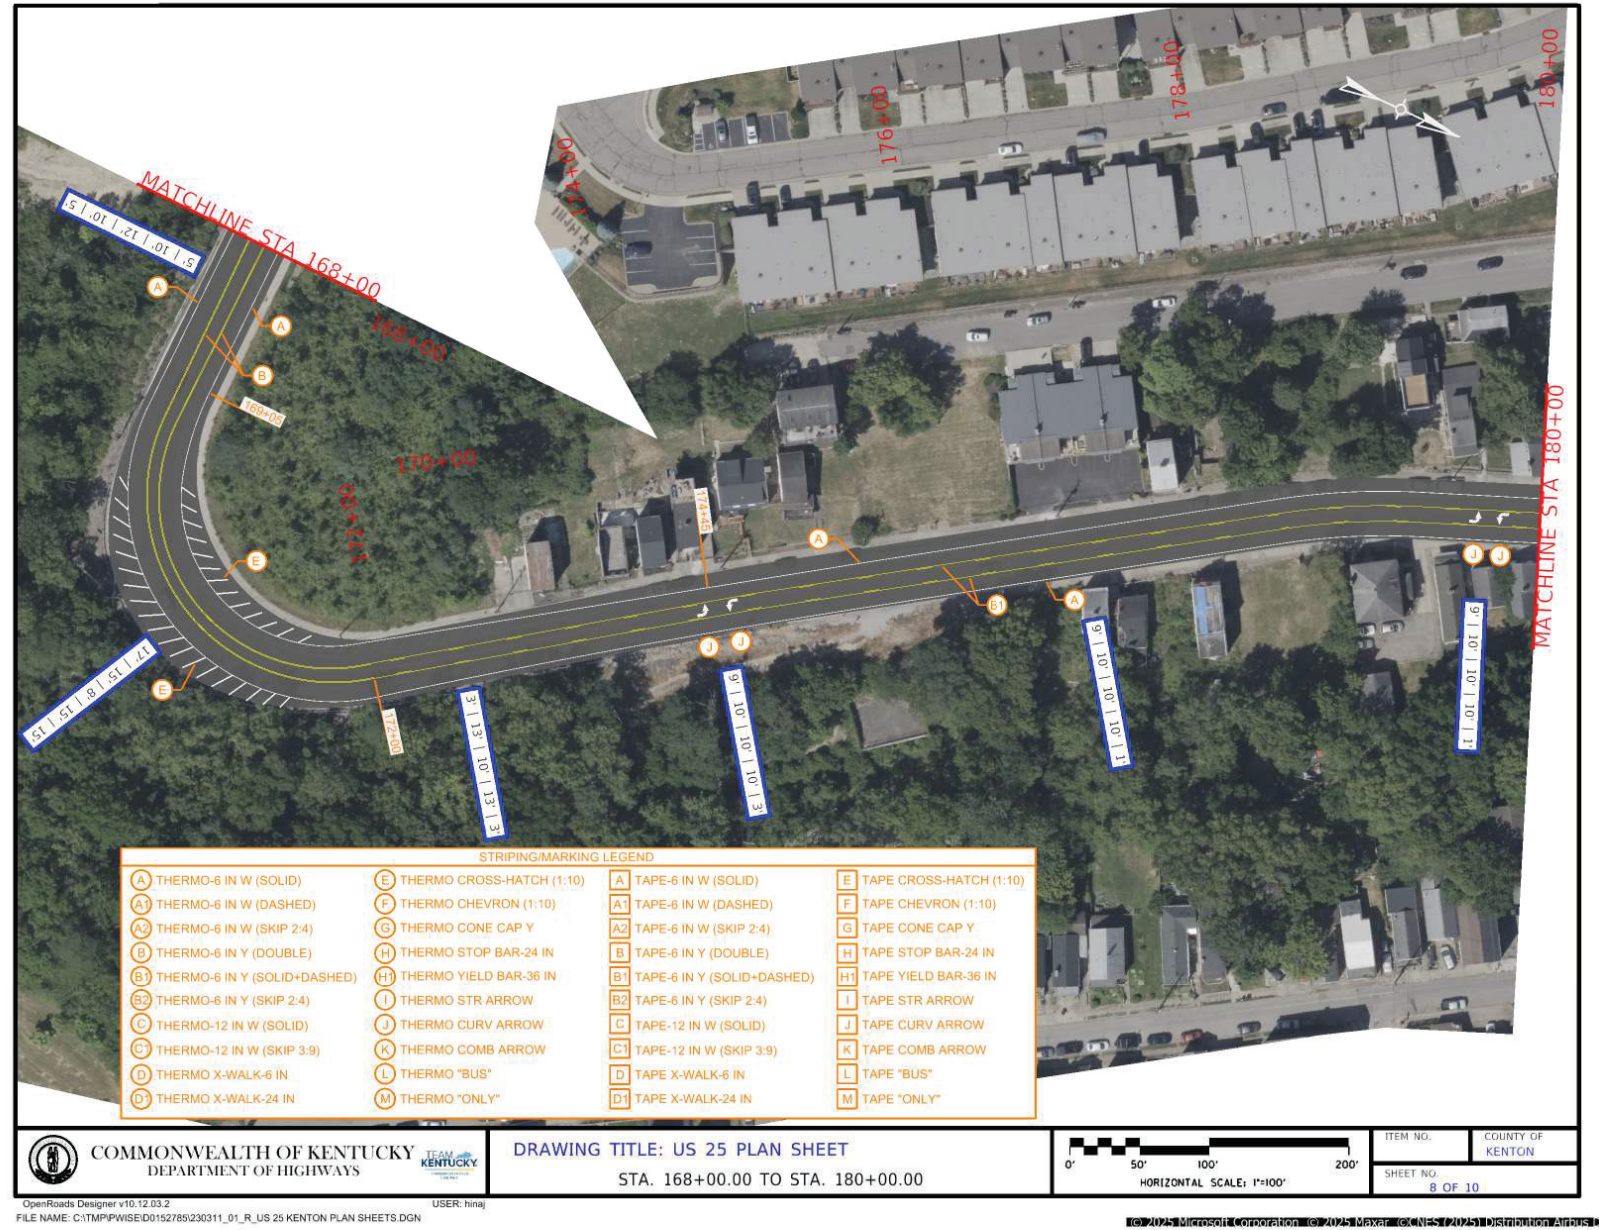 180+00
178+00
176+00
174+00
MATCHLINE STA 168+00
5' | 10' | 12' | 10' | 5'
A
168+00
A
B
169+05
170+00
172+00
MATCHLINE STA 180+00
174+45
A
E
J
J
B1
A
J
J
E
17' | 15' | 8' | 15' | 15'
172+00
3' | 13' | 10' | 13' | 3'
9' | 10' | 10' | 10' | 3'
9' | 10' | 10' | 10' | 1'
9' | 10' | 10' | 10' | 1'
STRIPING/MARKING LEGEND
A THERMO-6 IN W (SOLID)
A1 THERMO-6 IN W (DASHED)
A2 THERMO-6 IN W (SKIP 2:4)
B THERMO-6 IN Y (DOUBLE)
B1 THERMO-6 IN Y (SOLID+DASHED)
B2 THERMO-6 IN Y (SKIP 2:4)
C THERMO-12 IN W (SOLID)
C1 THERMO-12 IN W (SKIP 3:9)
D THERMO X-WALK-6 IN
D1 THERMO X-WALK-24 IN
E THERMO CROSS-HATCH (1:10)
F THERMO CHEVRON (1:10)
G THERMO CONE CAP Y
H THERMO STOP BAR-24 IN
H1 THERMO YIELD BAR-36 IN
I THERMO STR ARROW
J THERMO CURV ARROW
K THERMO COMB ARROW
L THERMO "BUS"
M THERMO "ONLY"
A TAPE-6 IN W (SOLID)
A1 TAPE-6 IN W (DASHED)
A2 TAPE-6 IN W (SKIP 2:4)
B TAPE-6 IN Y (DOUBLE)
B1 TAPE-6 IN Y (SOLID+DASHED)
B2 TAPE-6 IN Y (SKIP 2:4)
C TAPE-12 IN W (SOLID)
C1 TAPE-12 IN W (SKIP 3:9)
D TAPE X-WALK-6 IN
D1 TAPE X-WALK-24 IN
E TAPE CROSS-HATCH (1:10)
F TAPE CHEVRON (1:10)
G TAPE CONE CAP Y
H TAPE STOP BAR-24 IN
H1 TAPE YIELD BAR-36 IN
I TAPE STR ARROW
J TAPE CURV ARROW
K TAPE COMB ARROW
L TAPE "BUS"
M TAPE "ONLY"
COMMONWEALTH OF KENTUCKY
DEPARTMENT OF HIGHWAYS
TEAM
KENTUCKY
DRAWING TITLE: US 25 PLAN SHEET
STA. 168+00.00 TO STA. 180+00.00
0' 50' 100' 200'
HORIZONTAL SCALE: 1"=100'
ITEM NO.
COUNTY OF
KENTON
SHEET NO.
8 OF 10
OpenRoads Designer v10.12.03.2
USER: hinaj
FILE NAME: C:\TMP\PWISE\D0152785\230311_01_R_US 25 KENTON PLAN SHEETS.DGN
© 2025 Microsoft Corporation © 2025 Maxar ©CNES (2025) Distribution Airbus D